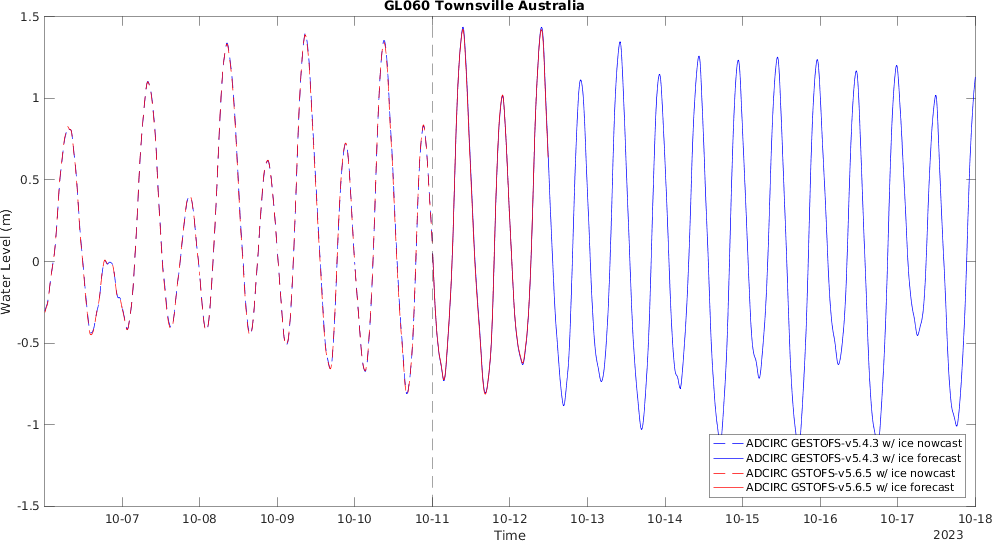 GL060 Townsville Australia
1.5
1
0.5
0
-0.5
-1
-1.5
Water Level (m)
ADCIRC GESTOFS-v5.4.3 w/ ice nowcast
ADCIRC GESTOFS-v5.4.3 w/ ice forecast
ADCIRC GSTOFS-v5.6.5 w/ ice nowcast
ADCIRC GSTOFS-v5.6.5 w/ ice forecast
10-07 10-08 10-09 10-10 10-11 10-12 10-13 10-14 10-15 10-16 10-17 10-18
Time
2023